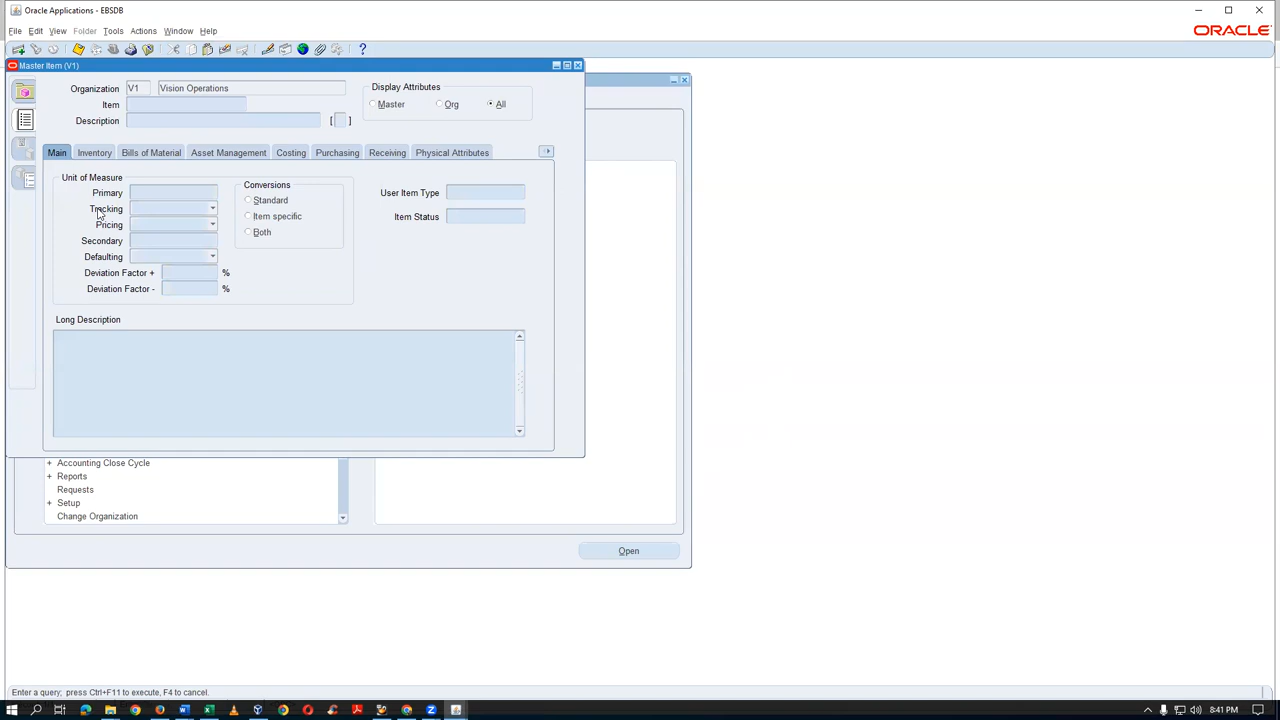 Oracle Applications - EBSDB
File Edit View Folder Tools Actions Window Help
ORACLE
Master Item (V1)
Organization V1 Vision Operations
Display Attributes
Item
Master Org All
Description [ ]
Main Inventory Bills of Material Asset Management Costing Purchasing Receiving Physical Attributes
Unit of Measure
Conversions
Primary
User Item Type
Standard
Tracking
Item specific
Item Status
Pricing
Both
Secondary
Defaulting
Deviation Factor + %
Deviation Factor - %
Long Description
+ Accounting Close Cycle
+ Reports
Requests
+ Setup
Change Organization
Open
Enter a query; press Ctrl+F11 to execute, F4 to cancel.
8:41 PM